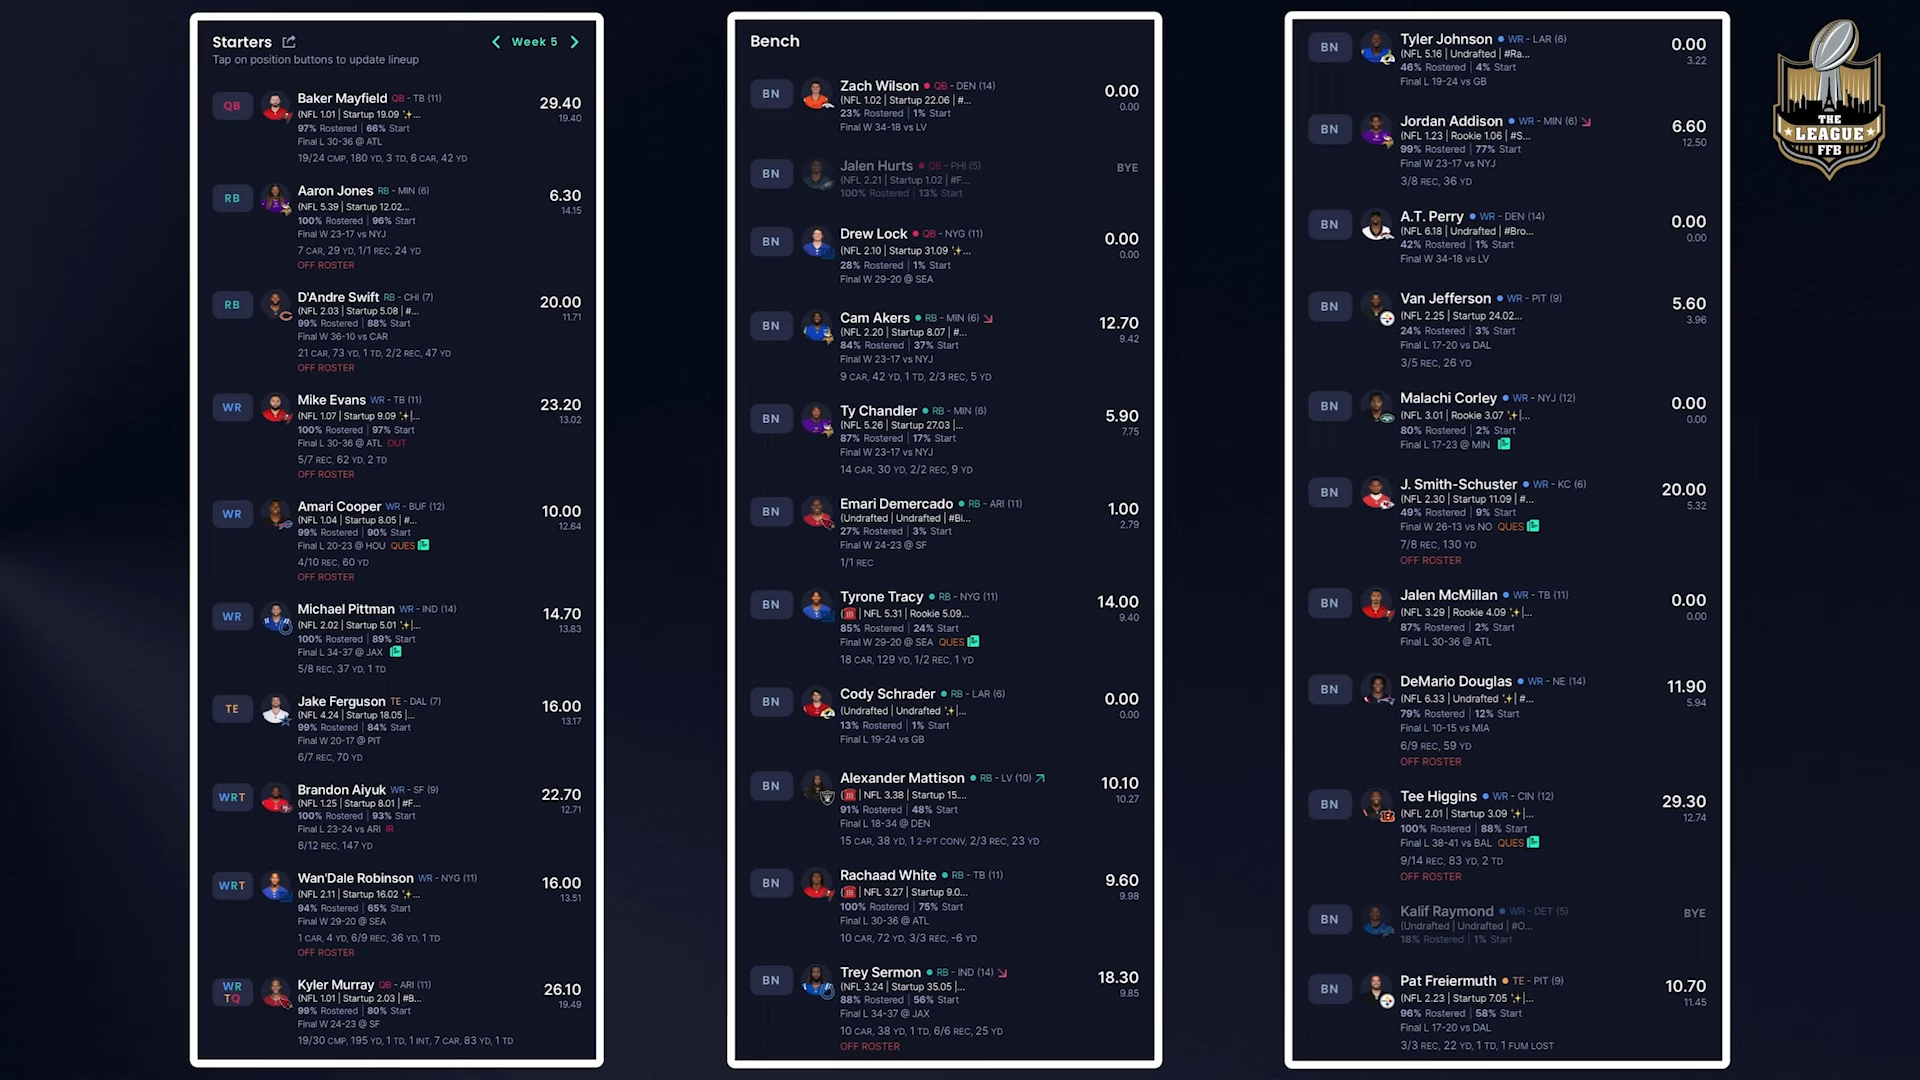 Starters
Week 5
Tap on position buttons to update lineup
QB
Baker Mayfield QB - TB (11)
29.40
(NFL 1.01 | Startup 19.09 ✨...
19.40
97% Rostered | 66% Start
Final L 30-36 @ ATL
19/24 CMP, 180 YD, 3 TD, 6 CAR, 42 YD
RB
Aaron Jones RB - MIN (6)
6.30
(NFL 5.39 | Startup 12.02...
14.15
100% Rostered | 96% Start
Final W 23-17 vs NYJ
7 CAR, 29 YD, 1/1 REC, 24 YD
OFF ROSTER
RB
D'Andre Swift RB - CHI (7)
20.00
(NFL 2.03 | Startup 5.08 | #...
11.71
99% Rostered | 88% Start
Final W 36-10 vs CAR
21 CAR, 73 YD, 1 TD, 2/2 REC, 47 YD
OFF ROSTER
WR
Mike Evans WR - TB (11)
23.20
(NFL 1.07 | Startup 9.09 ✨|...
13.02
100% Rostered | 97% Start
Final L 30-36 @ ATL OUT
5/7 REC, 62 YD, 2 TD
OFF ROSTER
WR
Amari Cooper WR - BUF (12)
10.00
(NFL 1.04 | Startup 8.05 | #...
12.64
99% Rostered | 90% Start
Final L 20-23 @ HOU QUES
4/10 REC, 60 YD
OFF ROSTER
WR
Michael Pittman WR - IND (14)
14.70
(NFL 2.02 | Startup 5.01 ✨|...
13.83
100% Rostered | 89% Start
Final L 34-37 @ JAX
5/8 REC, 37 YD, 1 TD
TE
Jake Ferguson TE - DAL (7)
16.00
(NFL 4.24 | Startup 18.05 |...
13.17
99% Rostered | 84% Start
Final W 20-17 @ PIT
6/7 REC, 70 YD
WRT
Brandon Aiyuk WR - SF (9)
22.70
(NFL 1.25 | Startup 8.01 | #F...
12.71
100% Rostered | 93% Start
Final L 23-24 vs ARI IR
8/12 REC, 147 YD
WRT
Wan'Dale Robinson WR - NYG (11)
16.00
(NFL 2.11 | Startup 16.02 ✨...
13.51
94% Rostered | 65% Start
Final W 29-20 @ SEA
1 CAR, 4 YD, 6/9 REC, 36 YD, 1 TD
OFF ROSTER
WR
TQ
Kyler Murray QB - ARI (11)
26.10
(NFL 1.01 | Startup 2.03 | #B...
19.49
99% Rostered | 80% Start
Final W 24-23 @ SF
19/30 CMP, 195 YD, 1 TD, 1 INT, 7 CAR, 83 YD, 1 TD
Bench
BN
Zach Wilson QB - DEN (14)
0.00
(NFL 1.02 | Startup 22.06 | #...
0.00
23% Rostered | 1% Start
Final W 34-18 vs LV
BN
Jalen Hurts QB - PHI (5)
BYE
(NFL 2.21 | Startup 1.02 | #F...
100% Rostered | 13% Start
BN
Drew Lock QB - NYG (11)
0.00
(NFL 2.10 | Startup 31.09 ✨...
0.00
28% Rostered | 1% Start
Final W 29-20 @ SEA
BN
Cam Akers RB - MIN (6)
12.70
(NFL 2.20 | Startup 8.07 | #...
9.42
84% Rostered | 37% Start
Final W 23-17 vs NYJ
9 CAR, 42 YD, 1 TD, 2/3 REC, 5 YD
BN
Ty Chandler RB - MIN (6)
5.90
(NFL 5.26 | Startup 27.03 |...
7.75
87% Rostered | 17% Start
Final W 23-17 vs NYJ
14 CAR, 30 YD, 2/2 REC, 9 YD
BN
Emari Demercado RB - ARI (11)
1.00
(Undrafted | Undrafted | #Bi...
2.79
27% Rostered | 3% Start
Final W 24-23 @ SF
1/1 REC
BN
Tyrone Tracy RB - NYG (11)
14.00
( | NFL 5.31 | Rookie 5.09...
9.40
85% Rostered | 24% Start
Final W 29-20 @ SEA QUES
18 CAR, 129 YD, 1/2 REC, 1 YD
BN
Cody Schrader RB - LAR (6)
0.00
(Undrafted | Undrafted ✨|...
0.00
13% Rostered | 1% Start
Final L 19-24 vs GB
BN
Alexander Mattison RB - LV (10)
10.10
( | NFL 3.38 | Startup 15....
10.27
91% Rostered | 48% Start
Final L 18-34 @ DEN
15 CAR, 38 YD, 1 2-PT CONV, 2/3 REC, 23 YD
BN
Rachaad White RB - TB (11)
9.60
( | NFL 3.27 | Startup 9.0...
9.98
100% Rostered | 75% Start
Final L 30-36 @ ATL
10 CAR, 72 YD, 3/3 REC, -6 YD
BN
Trey Sermon RB - IND (14)
18.30
(NFL 3.24 | Startup 35.05 |...
9.85
88% Rostered | 56% Start
Final L 34-37 @ JAX
10 CAR, 38 YD, 1 TD, 6/6 REC, 25 YD
OFF ROSTER
BN
Tyler Johnson WR - LAR (6)
0.00
(NFL 5.16 | Undrafted | #Ra...
3.22
46% Rostered | 4% Start
Final L 19-24 vs GB
BN
Jordan Addison WR - MIN (6)
6.60
(NFL 1.23 | Rookie 1.06 | #S...
12.50
99% Rostered | 77% Start
Final W 23-17 vs NYJ
3/8 REC, 36 YD
BN
A.T. Perry WR - DEN (14)
0.00
(NFL 6.18 | Undrafted | #Bro...
0.00
42% Rostered | 1% Start
Final W 34-18 vs LV
BN
Van Jefferson WR - PIT (9)
5.60
(NFL 2.25 | Startup 24.02...
3.96
24% Rostered | 3% Start
Final L 17-20 vs DAL
3/5 REC, 26 YD
BN
Malachi Corley WR - NYJ (12)
0.00
(NFL 3.01 | Rookie 3.07 ✨|...
0.00
80% Rostered | 2% Start
Final L 17-23 @ MIN
BN
J. Smith-Schuster WR - KC (6)
20.00
(NFL 2.30 | Startup 11.09 | #...
5.32
49% Rostered | 9% Start
Final W 26-13 vs NO QUES
7/8 REC, 130 YD
OFF ROSTER
BN
Jalen McMillan WR - TB (11)
0.00
(NFL 3.29 | Rookie 4.09 ✨|...
0.00
87% Rostered | 2% Start
Final L 30-36 @ ATL
BN
DeMario Douglas WR - NE (14)
11.90
(NFL 6.33 | Undrafted ✨| #...
5.94
79% Rostered | 12% Start
Final L 10-15 vs MIA
6/9 REC, 59 YD
OFF ROSTER
BN
Tee Higgins WR - CIN (12)
29.30
(NFL 2.01 | Startup 3.09 ✨|...
12.74
100% Rostered | 88% Start
Final L 38-41 vs BAL QUES
9/14 REC, 83 YD, 2 TD
OFF ROSTER
BN
Kalif Raymond WR - DET (5)
BYE
(Undrafted | Undrafted | #O...
18% Rostered | 1% Start
BN
Pat Freiermuth TE - PIT (9)
10.70
(NFL 2.23 | Startup 7.05 ✨|...
11.45
96% Rostered | 58% Start
Final L 17-20 vs DAL
3/3 REC, 22 YD, 1 TD, 1 FUM LOST
THE
LEAGUE
FFB